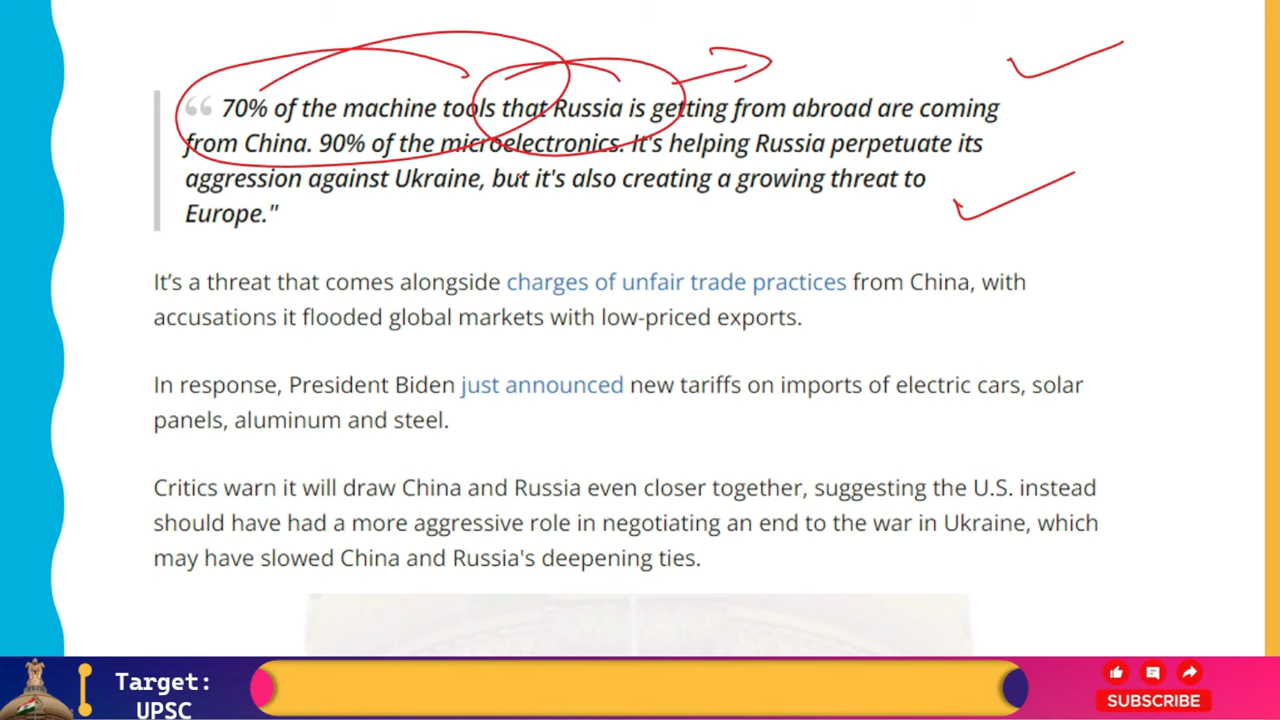 “ 70% of the machine tools that Russia is getting from abroad are coming
from China. 90% of the microelectronics. It's helping Russia perpetuate its
aggression against Ukraine, but it's also creating a growing threat to
Europe."
It’s a threat that comes alongside charges of unfair trade practices from China, with
accusations it flooded global markets with low-priced exports.
In response, President Biden just announced new tariffs on imports of electric cars, solar
panels, aluminum and steel.
Critics warn it will draw China and Russia even closer together, suggesting the U.S. instead
should have had a more aggressive role in negotiating an end to the war in Ukraine, which
may have slowed China and Russia's deepening ties.
Target:
UPSC
SUBSCRIBE